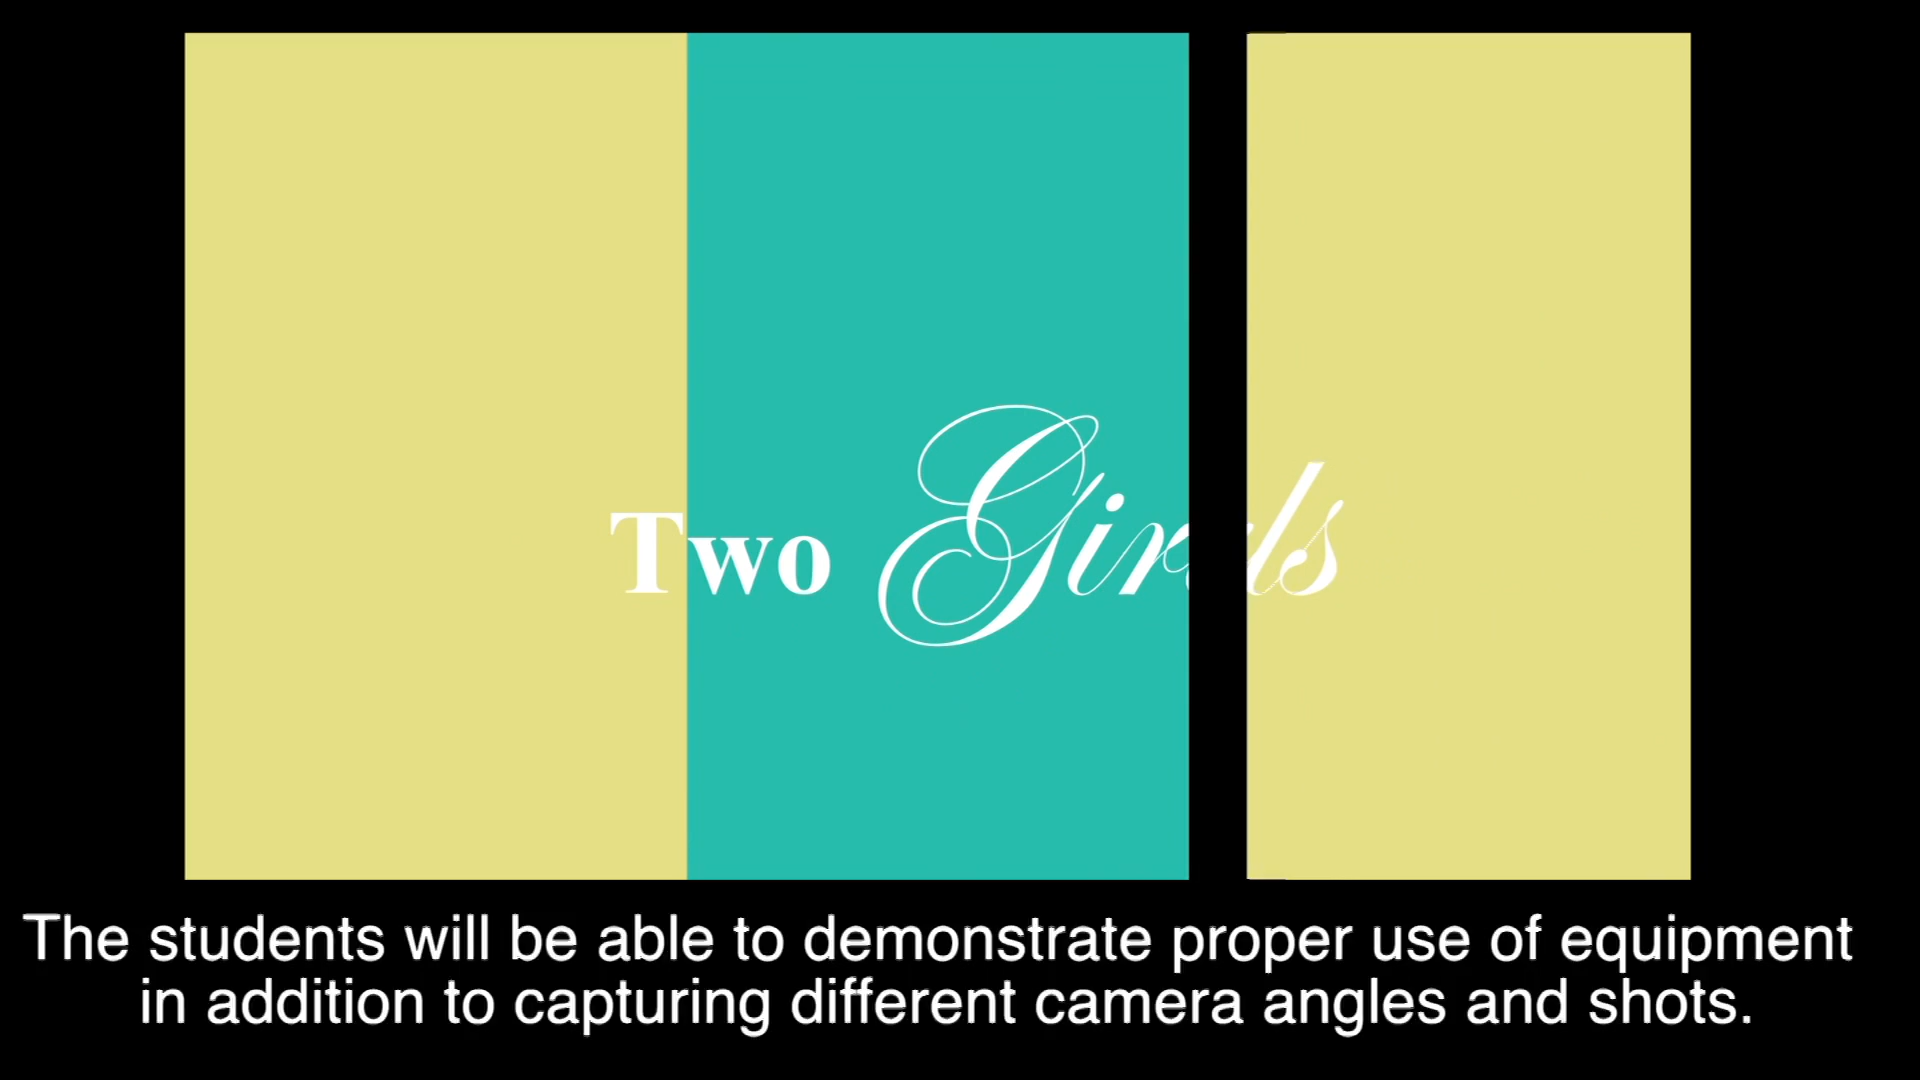 Two Girls
The students will be able to demonstrate proper use of equipment
in addition to capturing different camera angles and shots.